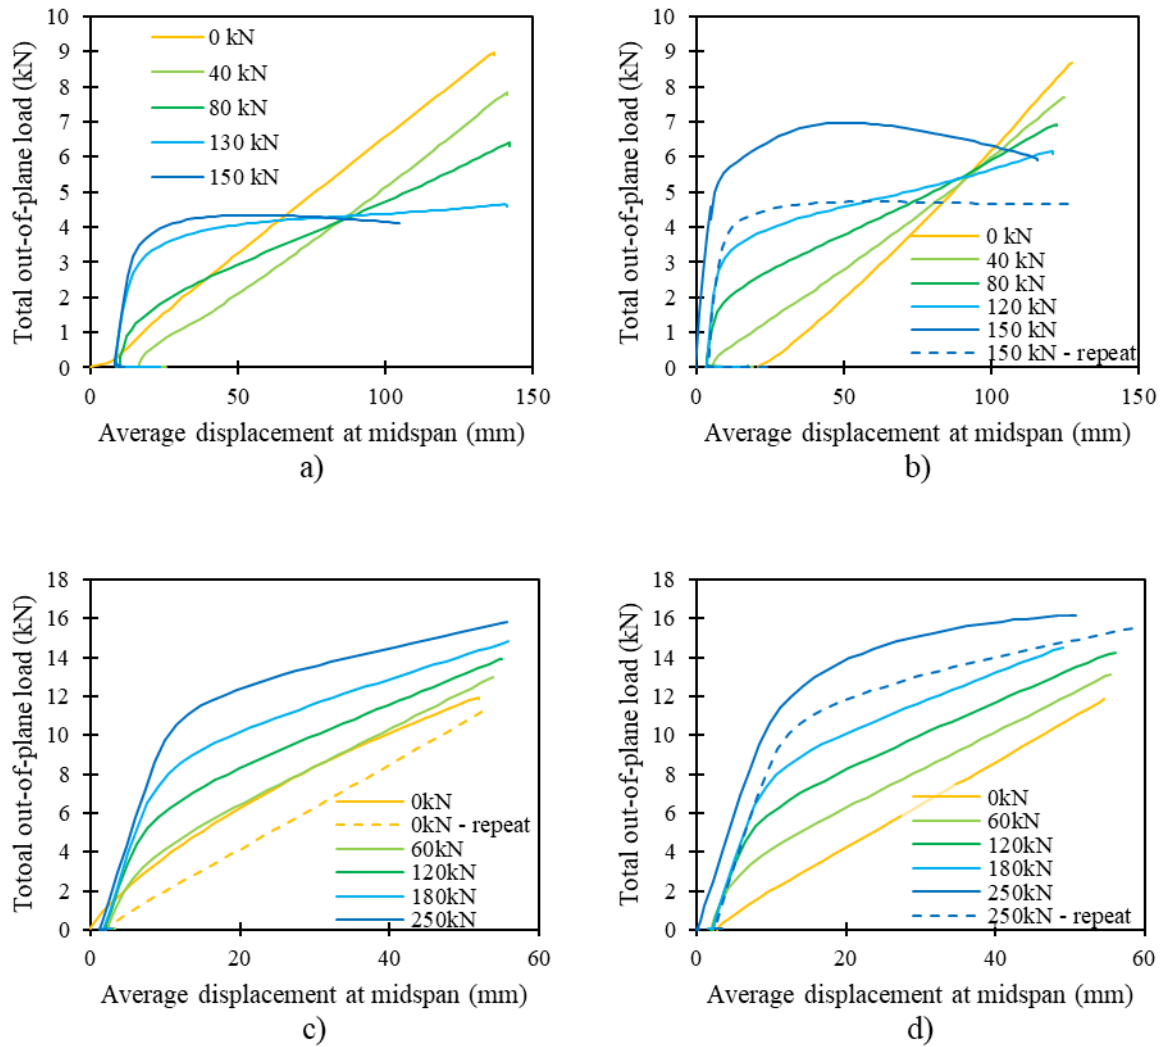 Total out-of-plane load (kN)
10
9
8
7
6
5
4
3
2
1
0
0 kN
40 kN
80 kN
130 kN
150 kN
0 50 100 150
Average displacement at midspan (mm)
a)
Total out-of-plane load (kN)
10
9
8
7
6
5
4
3
2
1
0
0 kN
40 kN
80 kN
120 kN
150 kN
150 kN - repeat
0 50 100 150
Average displacement at midspan (mm)
b)
Totoal out-of-plane load (kN)
18
16
14
12
10
8
6
4
2
0
0kN
0kN - repeat
60kN
120kN
180kN
250kN
0 20 40 60
Average displacement at midspan (mm)
c)
Total out-of-plane load (kN)
18
16
14
12
10
8
6
4
2
0
0kN
60kN
120kN
180kN
250kN
250kN - repeat
0 20 40 60
Average displacement at midspan (mm)
d)